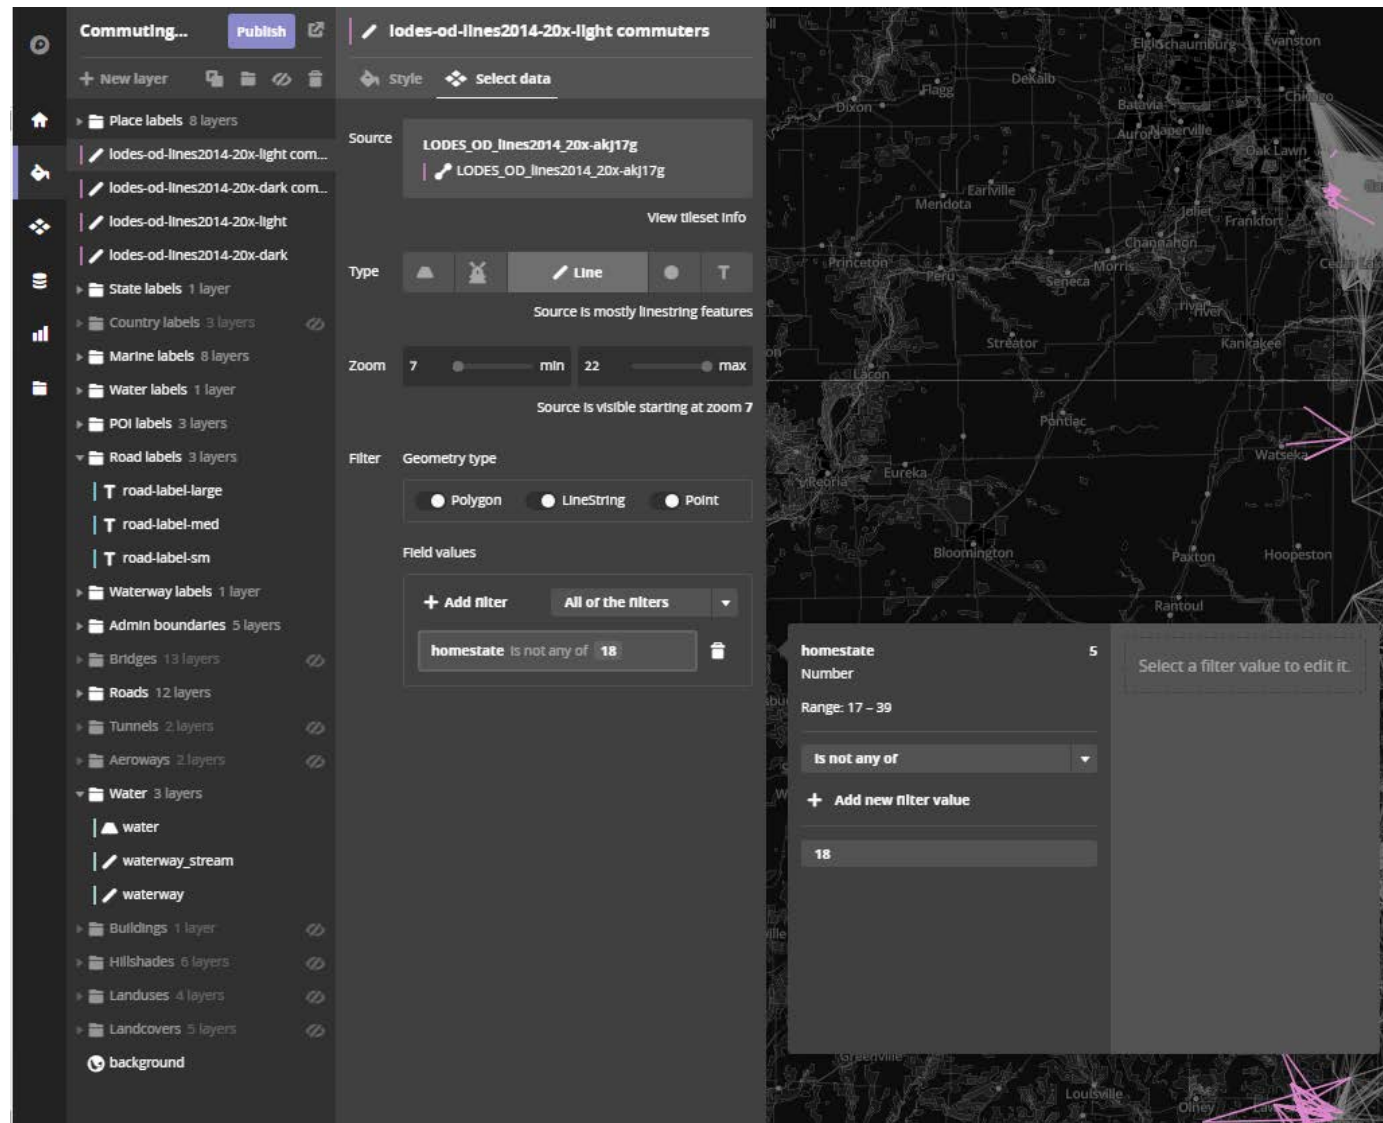 Commuting...
Publish
New layer
Place labels 8 layers
lodes-od-lines2014-20x-light com...
lodes-od-lines2014-20x-dark com...
lodes-od-lines2014-20x-light
lodes-od-lines2014-20x-dark
State labels 1 layer
Country labels 3 layers
Marine labels 8 layers
Water labels 1 layer
POI labels 3 layers
Road labels 3 layers
T road-label-large
T road-label-med
T road-label-sm
Waterway labels 1 layer
Admin boundaries 5 layers
Bridges 13 layers
Roads 12 layers
Tunnels 2 layers
Aeroways 2 layers
Water 3 layers
water
waterway_stream
waterway
Buildings 1 layer
Hillshades 6 layers
Landuses 4 layers
Landcovers 5 layers
background
lodes-od-lines2014-20x-light commuters
Style
Select data
Source
LODES_OD_lines2014_20x-akj17g
LODES_OD_lines2014_20x-akj17g
View tileset info
Type
Line
T
Source is mostly linestring features
Zoom
7
min
22
max
Source is visible starting at zoom 7
Filter
Geometry type
Polygon
LineString
Point
Field values
Add filter
All of the filters
homestate is not any of 18
Elgin
Schaumburg
Evanston
DeKalb
Flagg
Dixon
Batavia
Chicago
Aurora
Naperville
Oak Lawn
Earlville
Mendota
Joliet
Frankfort
Channahon
Princeton
Peru
Morris
Seneca
river
river
Streator
Kankakee
Lacon
Pontiac
Watseka
Eureka
Peoria
Bloomington
Paxton
Hoopeston
Rantoul
homestate
5
Number
Range: 17 – 39
Is not any of
Add new filter value
18
Select a filter value to edit it.
Greenville
Louisville
Olney